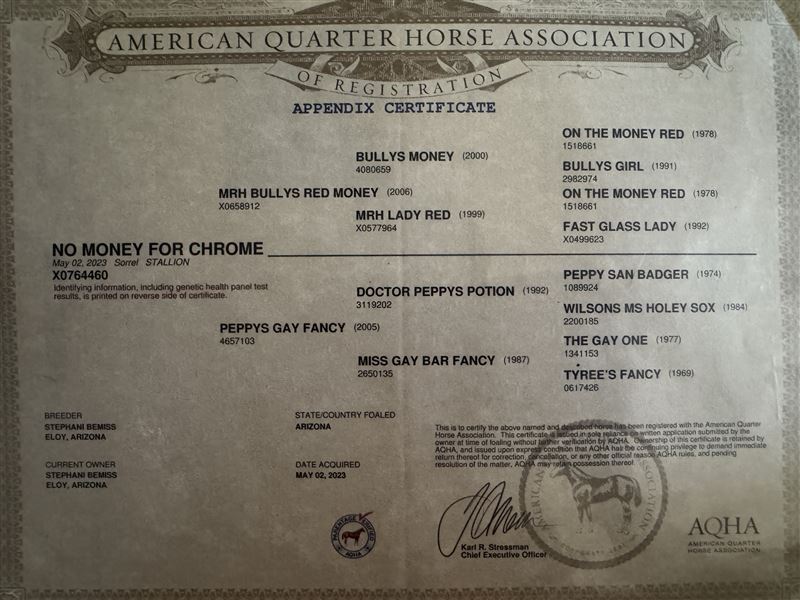 AMERICAN QUARTER HORSE ASSOCIATION
OF REGISTRATION
APPENDIX CERTIFICATE
ON THE MONEY RED (1978)
1518661
BULLYS MONEY (2000)
4080659
BULLYS GIRL (1991)
2982974
MRH BULLYS RED MONEY (2006)
X0658912
ON THE MONEY RED (1978)
1518661
MRH LADY RED (1999)
X0577964
FAST GLASS LADY (1992)
X0499623
NO MONEY FOR CHROME
May 02, 2023 Sorrel STALLION
X0764460
Identifying information, including genetic health panel test
results, is printed on reverse side of certificate.
PEPPY SAN BADGER (1974)
1089924
DOCTOR PEPPYS POTION (1992)
3119202
WILSONS MS HOLEY SOX (1984)
2200185
PEPPYS GAY FANCY (2005)
4657103
THE GAY ONE (1977)
1341153
MISS GAY BAR FANCY (1987)
2650135
TYREE'S FANCY (1969)
0617426
BREEDER
STEPHANI BEMISS
ELOY, ARIZONA
STATE/COUNTRY FOALED
ARIZONA
CURRENT OWNER
STEPHANI BEMISS
ELOY, ARIZONA
DATE ACQUIRED
MAY 02, 2023
This is to certify the above named and described horse has been registered with the American Quarter
Horse Association. This certificate is issued in sole reliance on written application submitted by the
owner at time of foaling without further verification by AQHA. Ownership of this certificate is retained by
AQHA, and issued upon express condition that AQHA has the continuing privilege to demand immediate
return thereof for correction, cancellation, or any other official reason AQHA rules, and pending
resolution of the matter, AQHA may retain possession thereof.
PARENTAGE VERIFIED
AQHA
Karl R. Stressman
Chief Executive Officer
AMERICAN QUARTER HORSE ASSOCIATION
CORPORATE SEAL
AQHA
AMERICAN QUARTER
HORSE ASSOCIATION